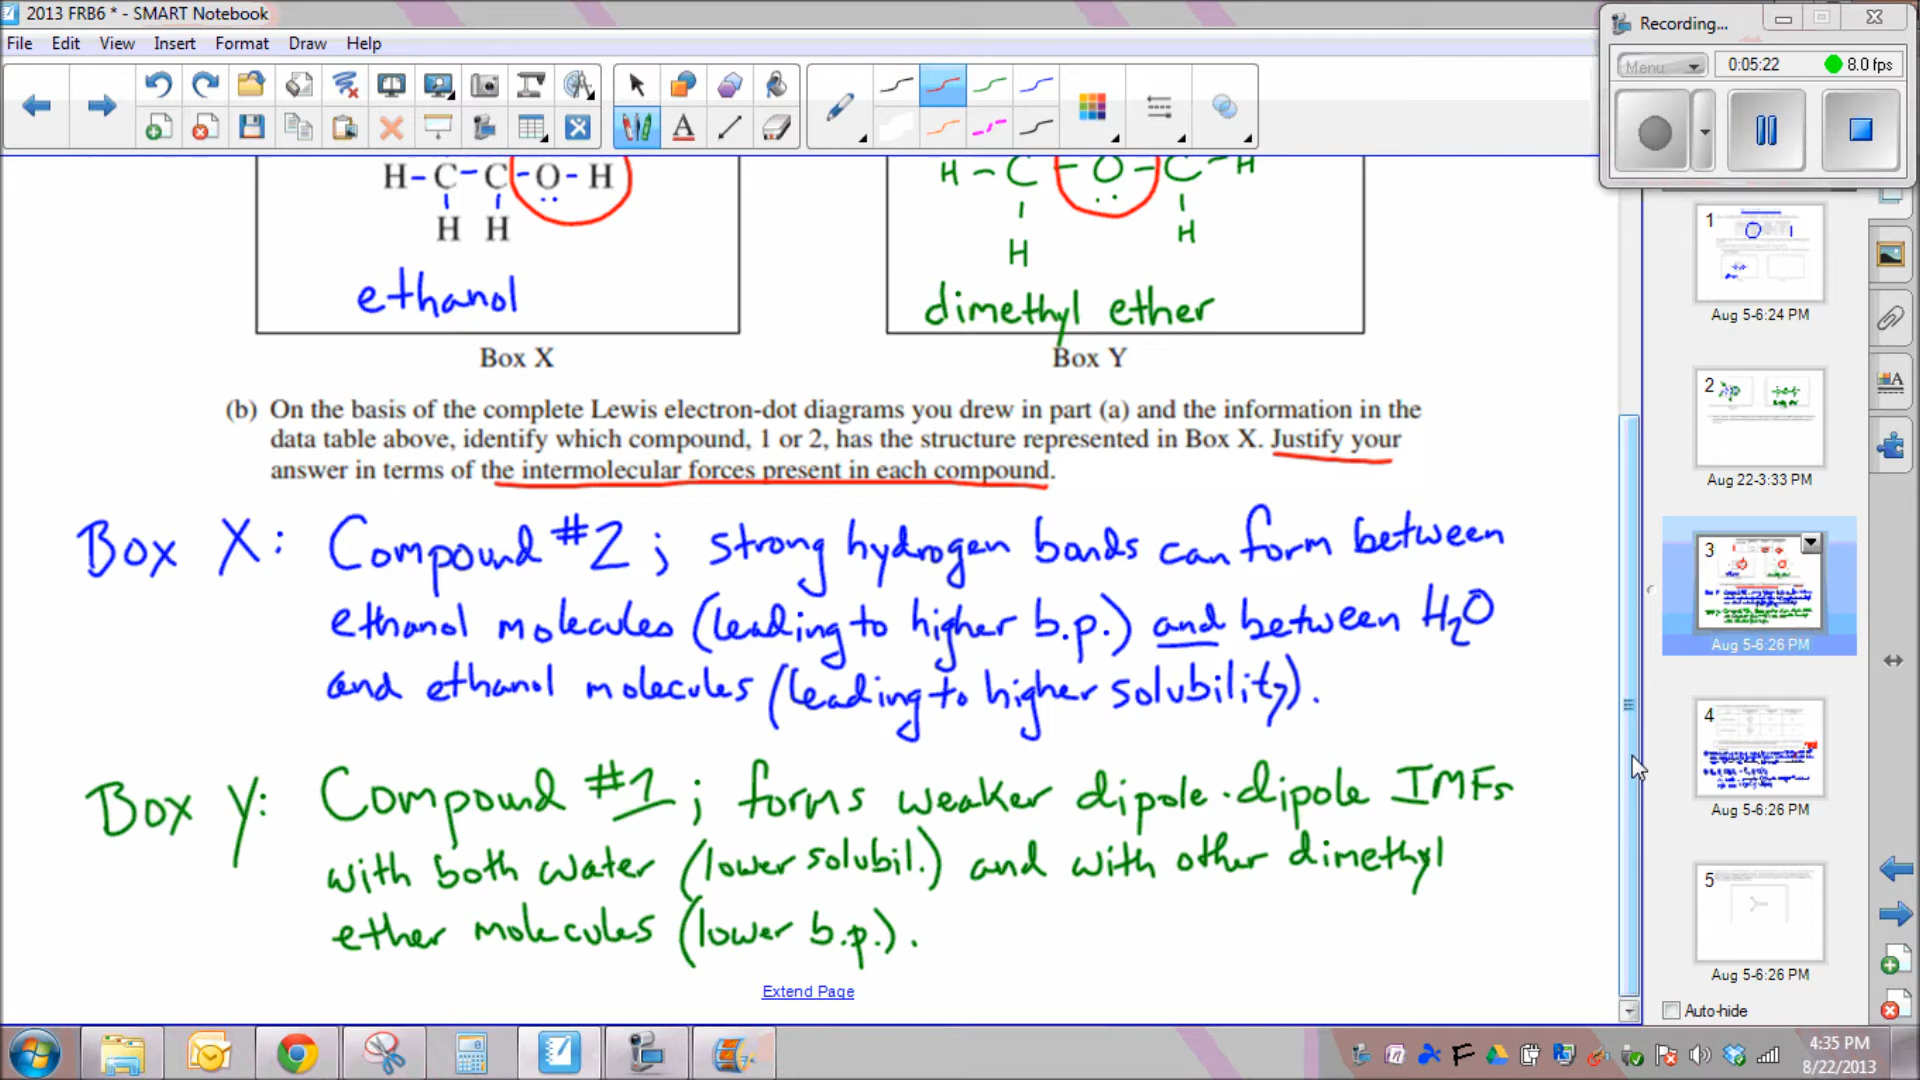 2013 FRB6 * - SMART Notebook
File Edit View Insert Format Draw Help
Recording...
Menu 0:05:22 8.0 fps
H-C-C-O-H
H H
ethanol
Box X
H-C-O-C-H
H H
dimethyl ether
Box Y
(b) On the basis of the complete Lewis electron-dot diagrams you drew in part (a) and the information in the
data table above, identify which compound, 1 or 2, has the structure represented in Box X. Justify your
answer in terms of the intermolecular forces present in each compound.
Box X: Compound #2; strong hydrogen bonds can form between
ethanol molecules (leading to higher b.p.) and between H₂O
and ethanol molecules (leading to higher solubility).
Box Y: Compound #1; forms weaker dipole-dipole IMFs
with both water (lower solubil.) and with other dimethyl
ether molecules (lower b.p.).
Extend Page
1
Aug 5-6:24 PM
2
Aug 22-3:33 PM
3
Aug 5-6:26 PM
4
Aug 5-6:26 PM
5
Aug 5-6:26 PM
Auto-hide
4:35 PM
8/22/2013